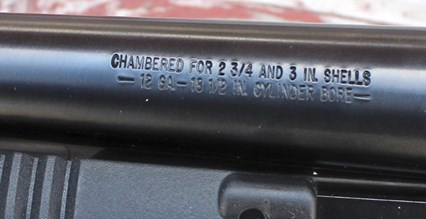 CHAMBERED FOR 2 3/4 AND 3 IN. SHELLS
— 12 GA.— 18 1/2 IN. CYLINDER BORE —